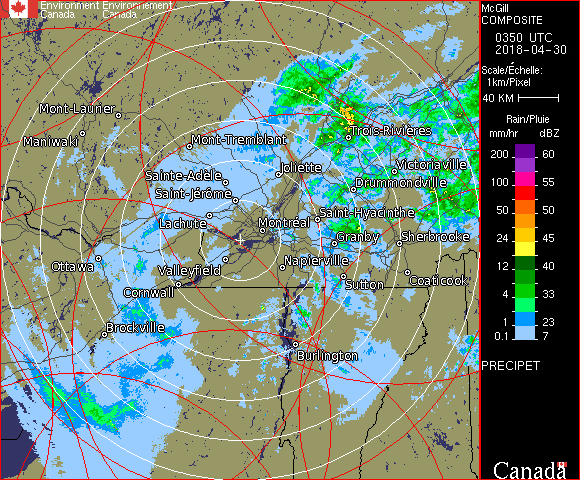 Environment Environnement
Canada Canada
Mont-Laurier
Maniwaki
Mont-Tremblant
Trois-Rivières
Joliette
Victoriaville
Sainte-Adèle
Drummondville
Saint-Jérôme
Saint-Hyacinthe
Lachute
Montréal
Granby
Sherbrooke
Ottawa
Valleyfield
Napierville
Cornwall
Sutton
Coaticook
Brockville
Burlington
McGill
COMPOSITE
0350 UTC
2018-04-30
Scale/Échelle:
1km/Pixel
40 KM
Rain/Pluie
mm/hr dBZ
200 60
100 55
50 50
24 45
12 40
4 33
1 23
0.1 7
PRECIPET
Canada